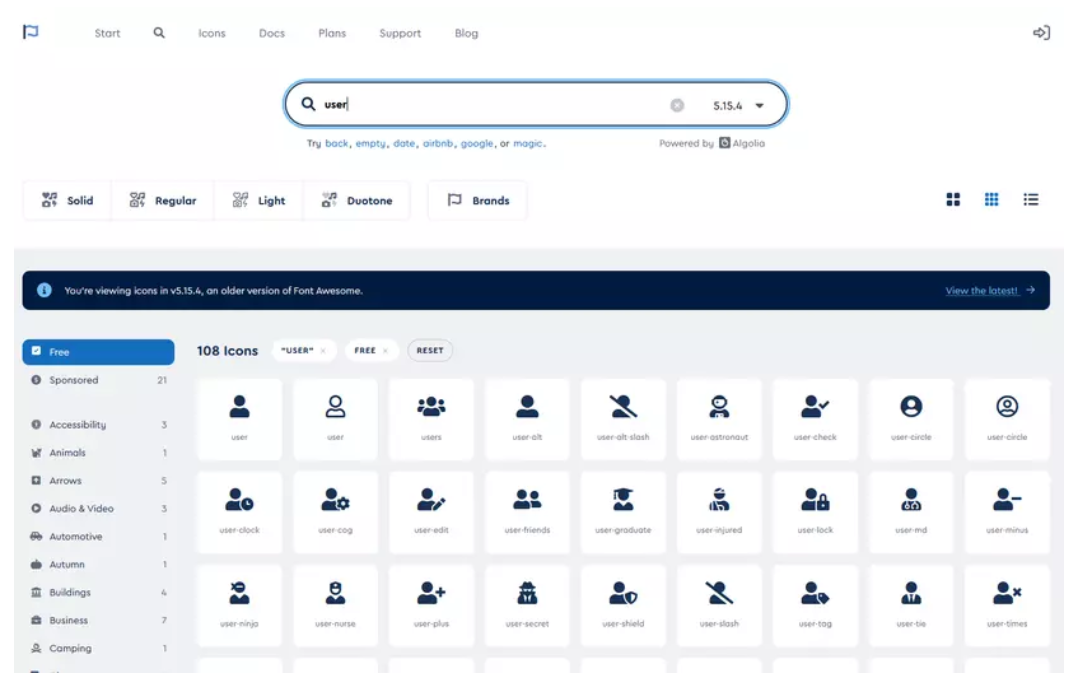 Start Icons Docs Plans Support Blog
user 5.15.4
Try back, empty, date, airbnb, google, or magic. Powered by Algolia
Solid Regular Light Duotone Brands
You're viewing icons in v5.15.4, an older version of Font Awesome. View the latest!
Free
108 Icons "USER" × FREE × RESET
Sponsored 21
user user users user-alt user-alt-slash user-astronaut user-check user-circle user-circle
Accessibility 3
Animals 1
Arrows 5
Audio & Video 3
user-clock user-cog user-edit user-friends user-graduate user-injured user-lock user-md user-minus
Automotive 1
Autumn 1
Buildings 4
Business 7
user-ninja user-nurse user-plus user-secret user-shield user-slash user-tag user-tie user-times
Camping 1